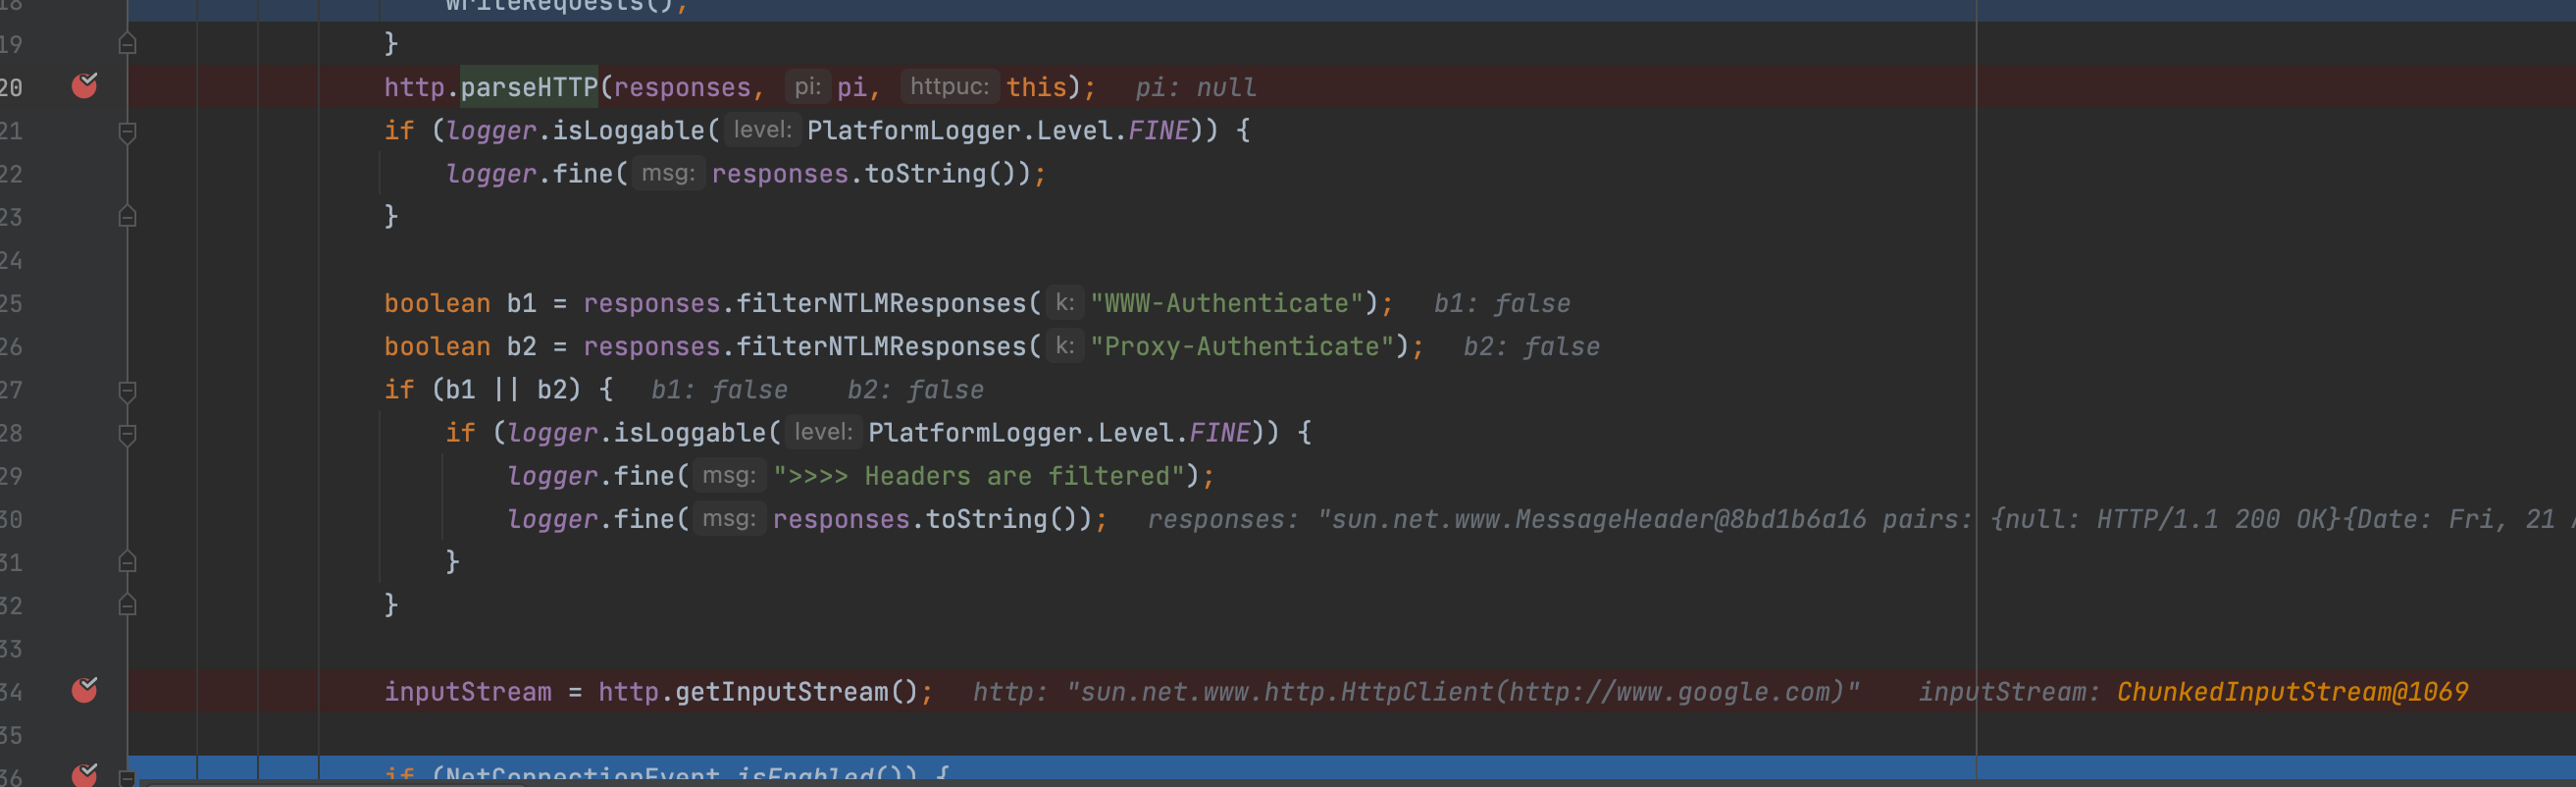 18 writeRequests();
19 }
20 http.parseHTTP(responses, pi: pi, httpuc: this); pi: null
21 if (logger.isLoggable( level: PlatformLogger.Level.FINE)) {
22 logger.fine( msg: responses.toString());
23 }
24
25 boolean b1 = responses.filterNTLMResponses( k: "WWW-Authenticate"); b1: false
26 boolean b2 = responses.filterNTLMResponses( k: "Proxy-Authenticate"); b2: false
27 if (b1 || b2) { b1: false b2: false
28 if (logger.isLoggable( level: PlatformLogger.Level.FINE)) {
29 logger.fine( msg: ">>>> Headers are filtered");
30 logger.fine( msg: responses.toString()); responses: "sun.net.www.MessageHeader@8bd1b6a16 pairs: {null: HTTP/1.1 200 OK}{Date: Fri, 21
31 }
32 }
33
34 inputStream = http.getInputStream(); http: "sun.net.www.http.HttpClient(http://www.google.com)" inputStream: ChunkedInputStream@1069
35
36 if (NetConnectionEvent.isEnabled()) {